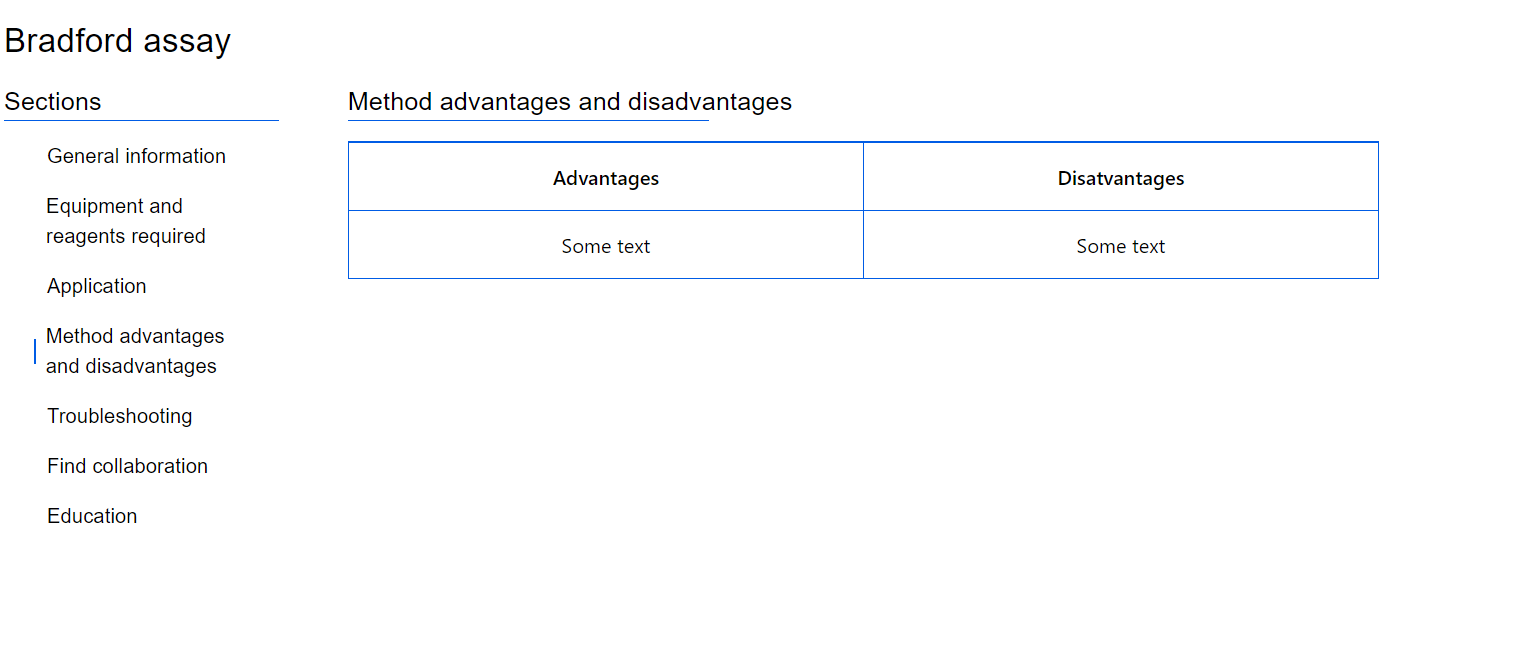 Bradford assay
Sections
General information
Equipment and
reagents required
Application
Method advantages
and disadvantages
Troubleshooting
Find collaboration
Education
Method advantages and disadvantages
Advantages
Disatvantages
Some text
Some text